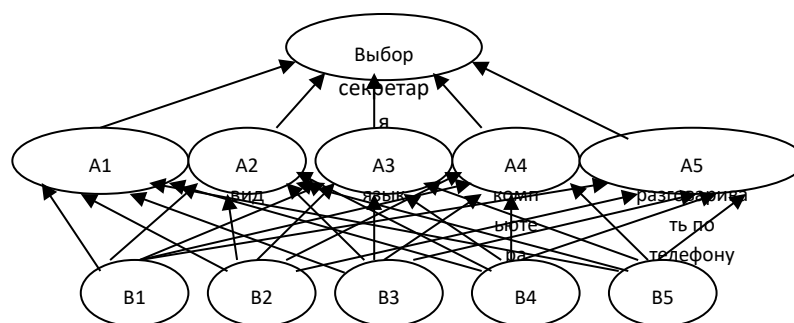 Выбор
секретар
я
А1
А2
А3
А4
А5
вид
язык
комп
ьюте
ра
разговарива
ть по
телефону
В1
В2
В3
В4
В5